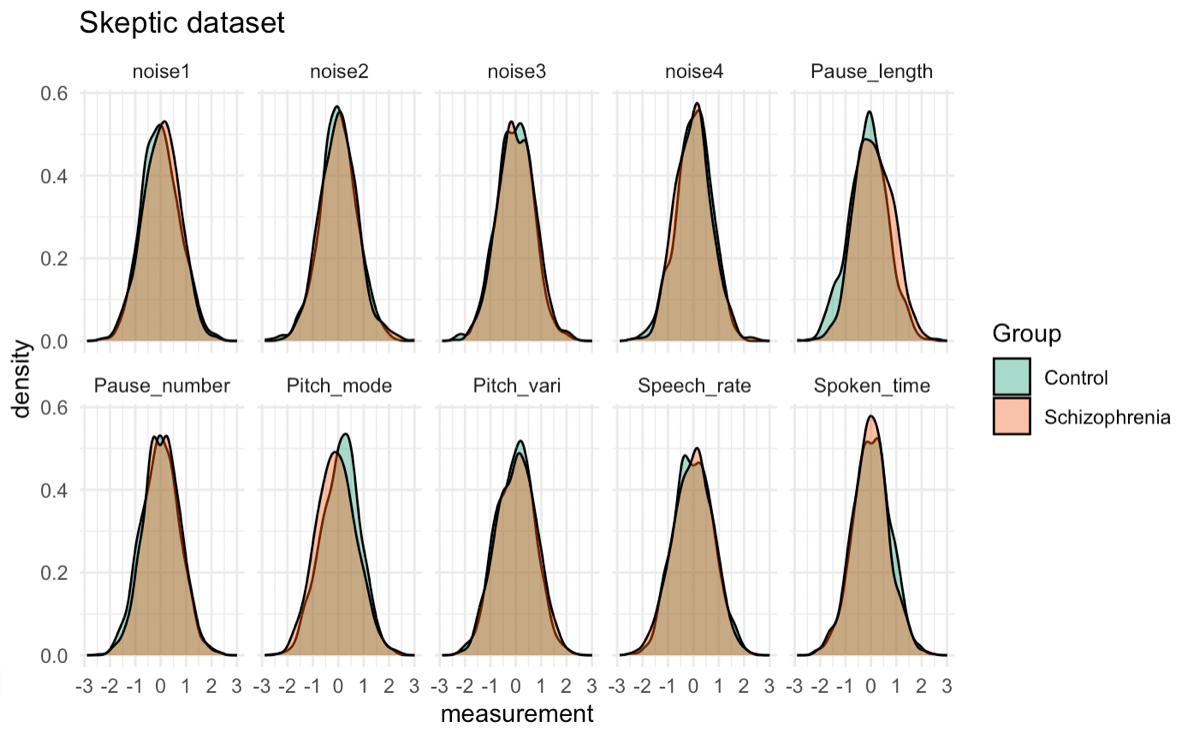 Skeptic dataset
noise1 noise2 noise3 noise4 Pause_length
0.6
0.4
0.2
0.0
Pause_number Pitch_mode Pitch_vari Speech_rate Spoken_time
0.6
0.4
0.2
0.0
-3 -2 -1 0 1 2 3 -3 -2 -1 0 1 2 3 -3 -2 -1 0 1 2 3 -3 -2 -1 0 1 2 3 -3 -2 -1 0 1 2 3
measurement
density
Group
Control
Schizophrenia